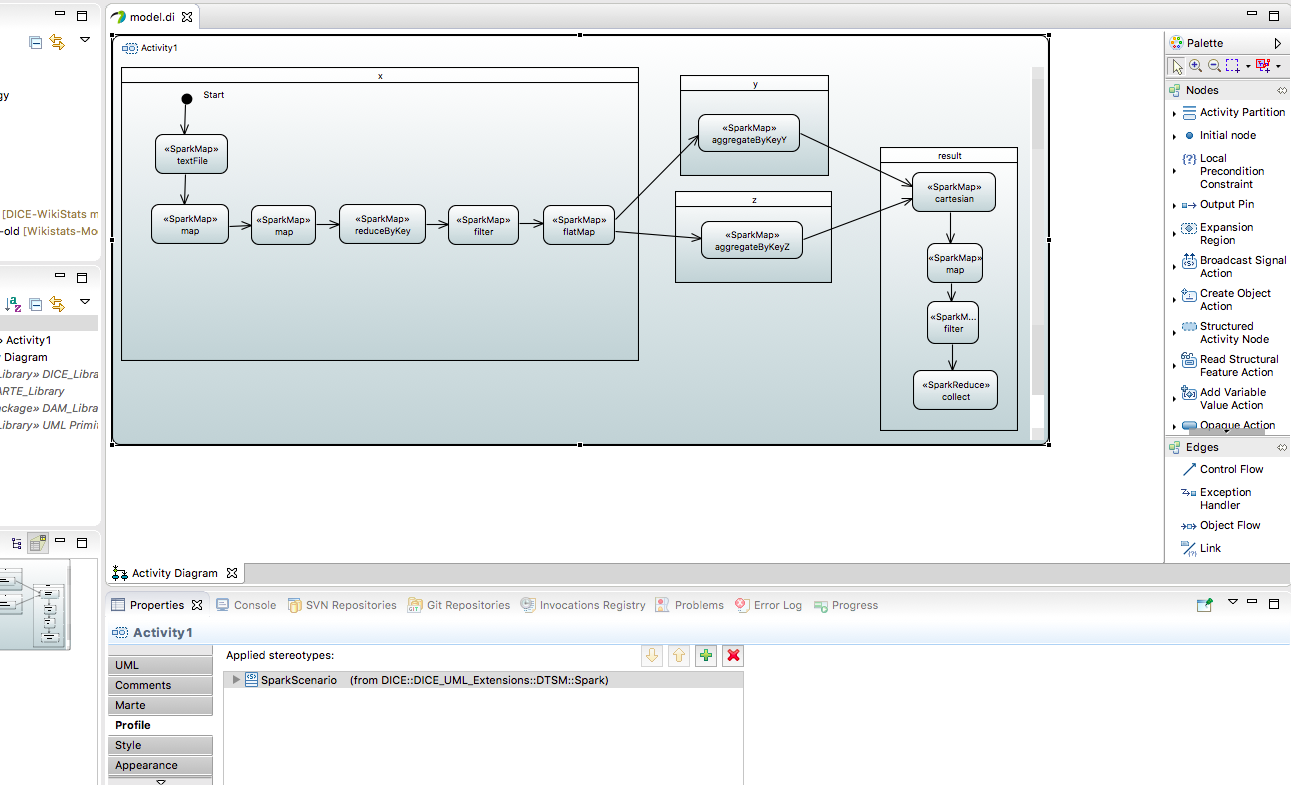 model.di
gy
[DICE-WikiStats m
-old [Wikistats-Mo
Activity1
x
Start
«SparkMap»
textFile
«SparkMap»
map
«SparkMap»
map
«SparkMap»
reduceByKey
«SparkMap»
filter
«SparkMap»
flatMap
y
«SparkMap»
aggregateByKeyY
z
«SparkMap»
aggregateByKeyZ
result
«SparkMap»
cartesian
«SparkMap»
map
«SparkM...
filter
«SparkReduce»
collect
Palette
Nodes
Activity Partition
Initial node
Local
Precondition
Constraint
Output Pin
Expansion
Region
Broadcast Signal
Action
Create Object
Action
Structured
Activity Node
Read Structural
Feature Action
Add Variable
Value Action
Opaque Action
Edges
Control Flow
Exception
Handler
Object Flow
Link
» Activity1
Diagram
Library» DICE_Libra
ARTE_Library
ackage» DAM_Libra
Library» UML Primit
Activity Diagram
Properties
Console
SVN Repositories
Git Repositories
Invocations Registry
Problems
Error Log
Progress
Activity1
UML
Comments
Marte
Profile
Style
Appearance
Applied stereotypes:
SparkScenario (from DICE::DICE_UML_Extensions::DTSM::Spark)